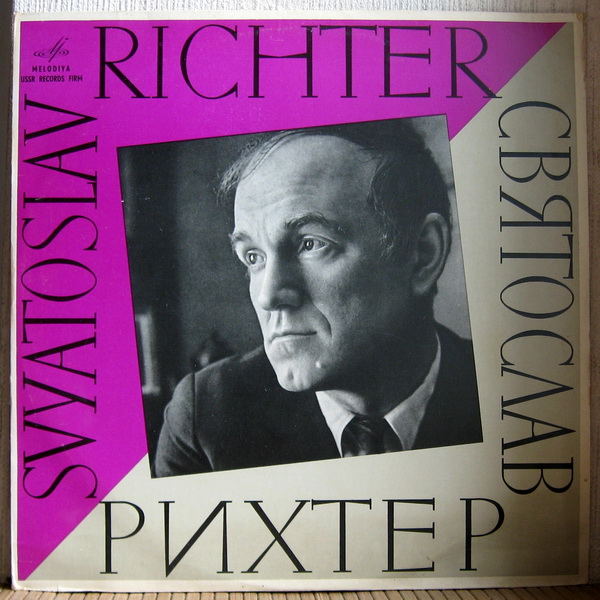 MELODIYA
USSR RECORDS FIRM
RICHTER
SVYATOSLAV
СВЯТОСЛАВ
РИХТЕР